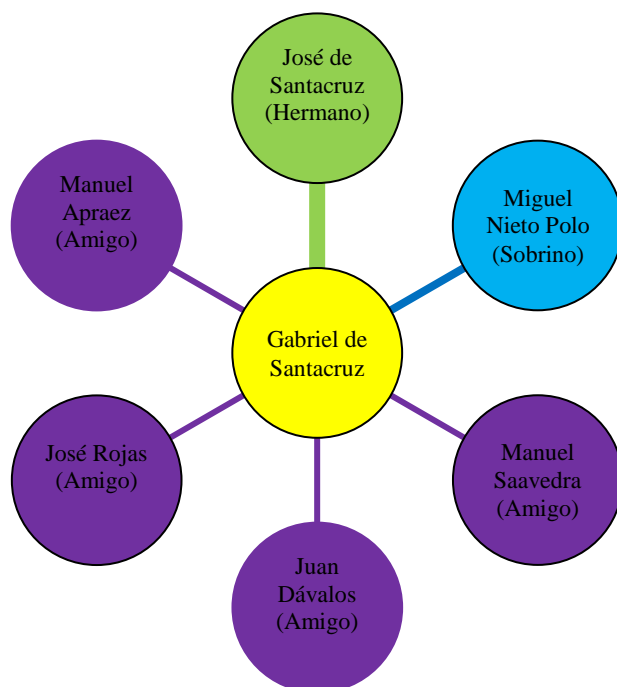 José de
Santacruz
(Hermano)
Manuel
Apraez
(Amigo)
Miguel
Nieto Polo
(Sobrino)
Gabriel de
Santacruz
José Rojas
(Amigo)
Manuel
Saavedra
(Amigo)
Juan
Dávalos
(Amigo)